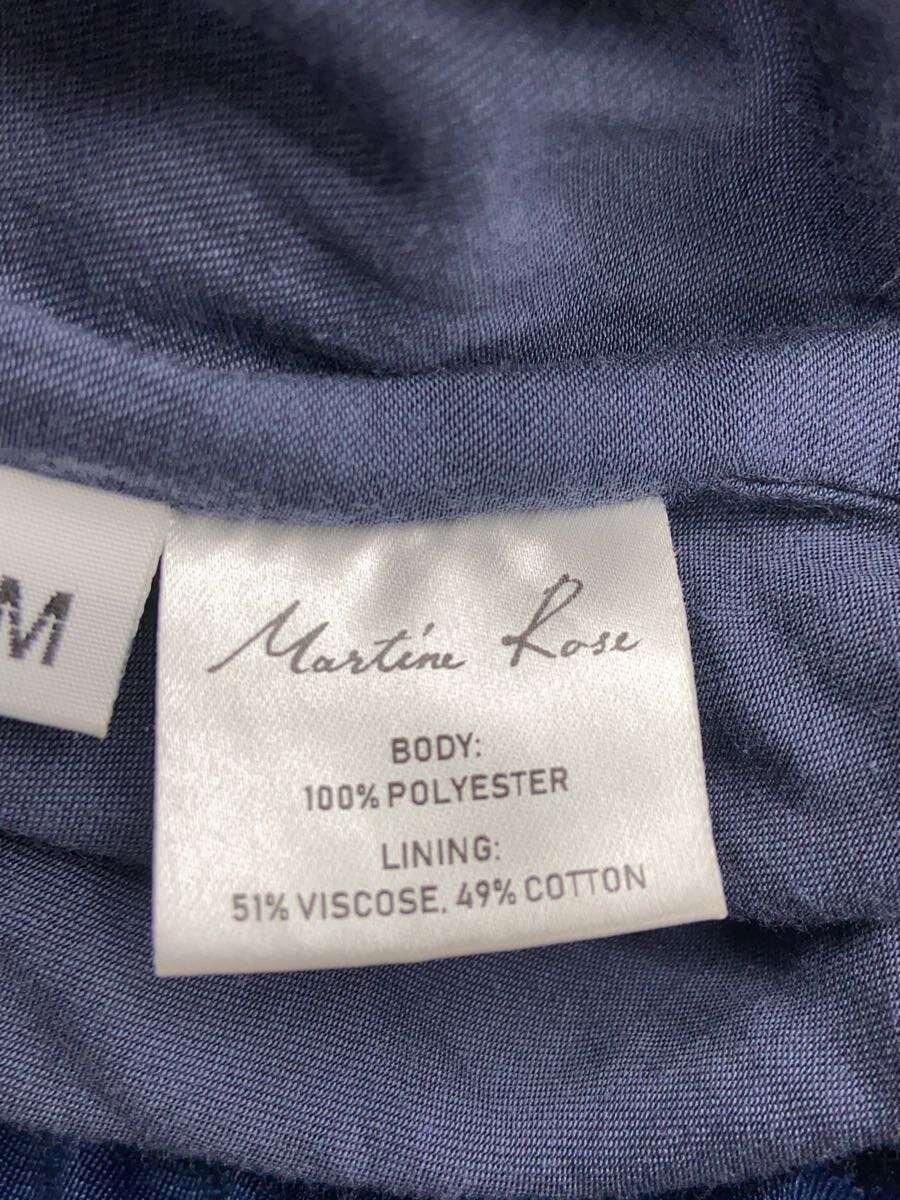 M
Martine Rose
BODY:
100% POLYESTER
LINING:
51% VISCOSE, 49% COTTON